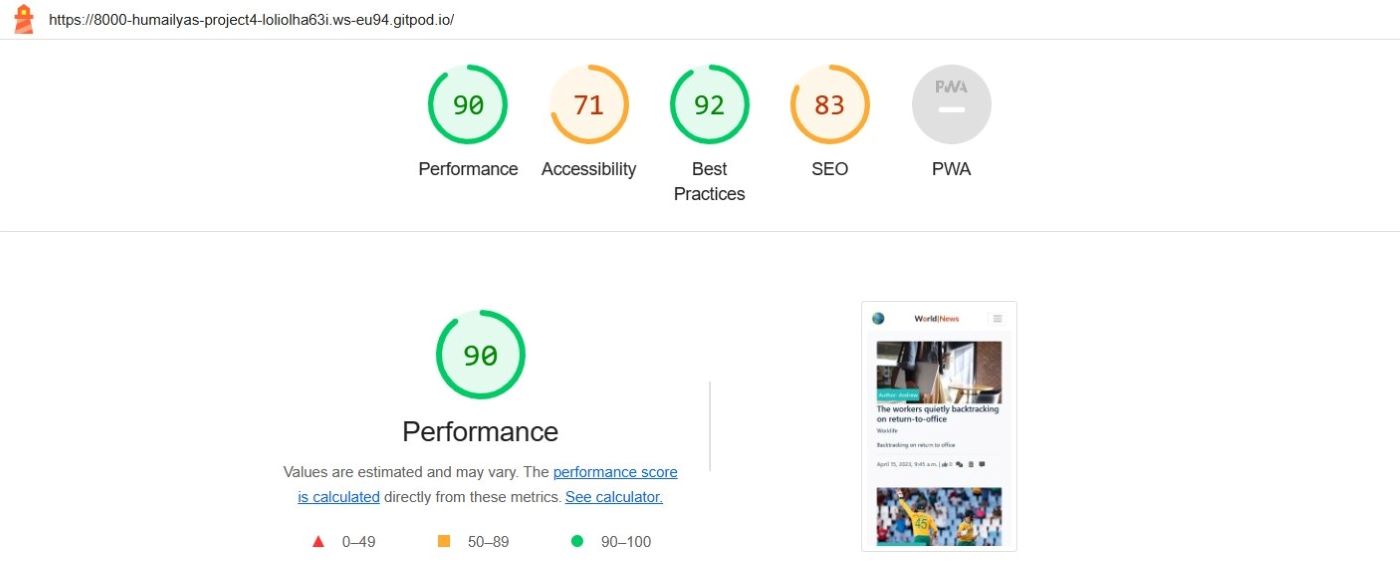 https://8000-humailyas-project4-loliolha63i.ws-eu94.gitpod.io/
90
71
92
83
PWA
Performance
Accessibility
Best
Practices
SEO
PWA
90
Performance
Values are estimated and may vary. The performance score
is calculated directly from these metrics. See calculator.
0–49
50–89
90–100
World|News
Author: Andrew
The workers quietly backtracking
on return-to-office
Worklife
Backtracking on return to office
April 15, 2023, 9:45 a.m. | 0
45